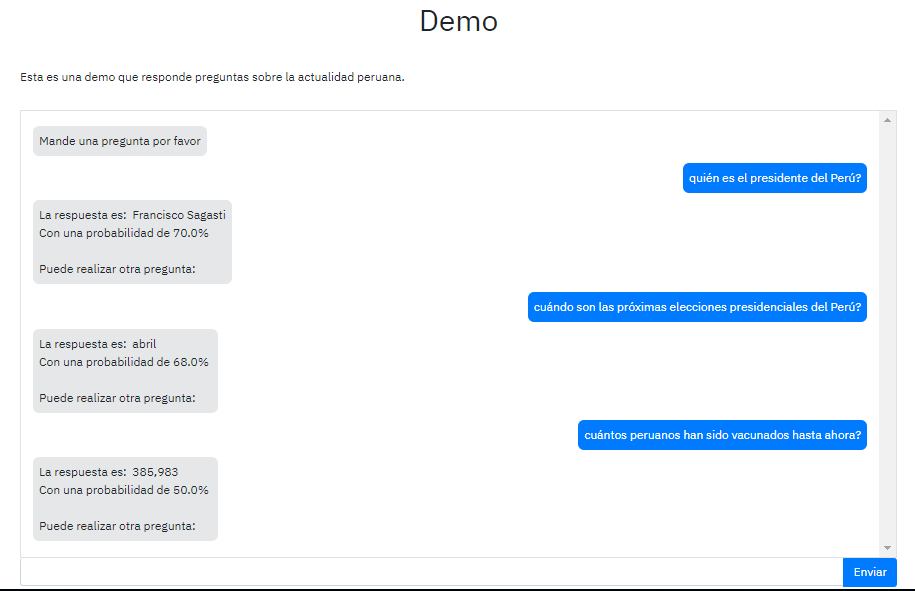 Demo
Esta es una demo que responde preguntas sobre la actualidad peruana.
Mande una pregunta por favor
quién es el presidente del Perú?
La respuesta es: Francisco Sagasti
Con una probabilidad de 70.0%
Puede realizar otra pregunta:
cuándo son las próximas elecciones presidenciales del Perú?
La respuesta es: abril
Con una probabilidad de 68.0%
Puede realizar otra pregunta:
cuántos peruanos han sido vacunados hasta ahora?
La respuesta es: 385,983
Con una probabilidad de 50.0%
Puede realizar otra pregunta:
Enviar